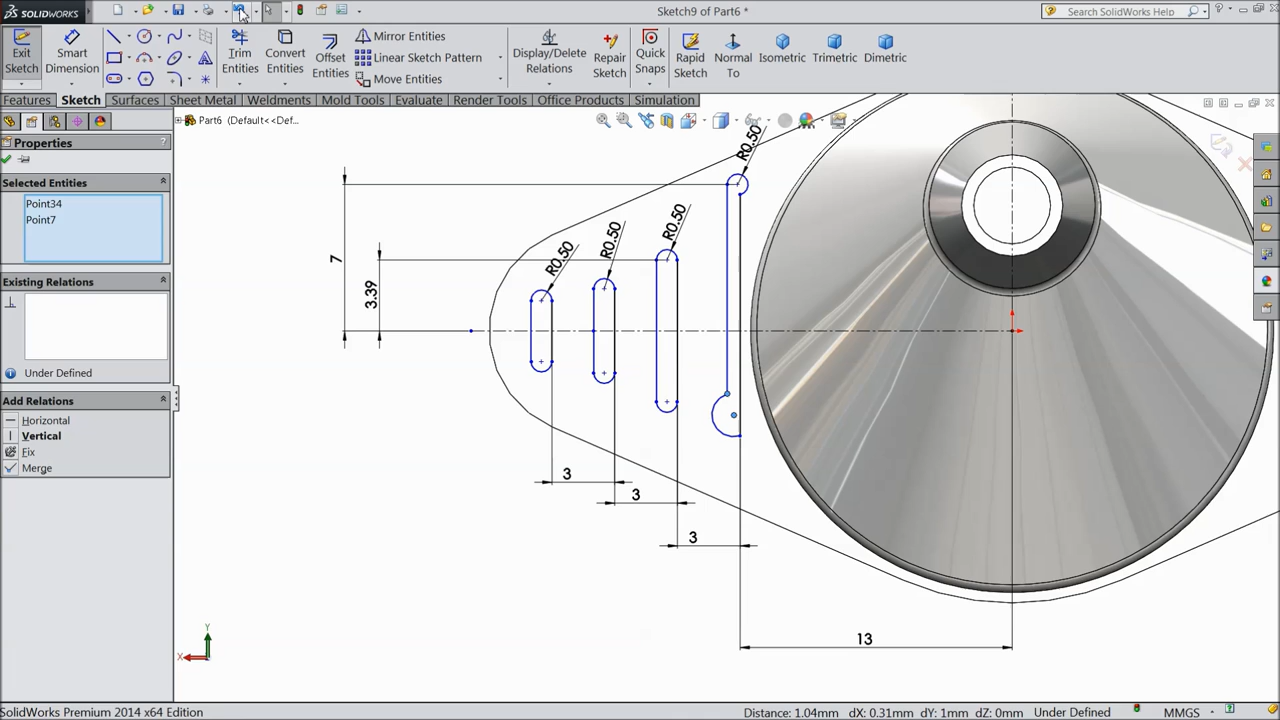 SOLIDWORKS
Sketch9 of Part6 *
Search SolidWorks Help
Exit Sketch
Smart Dimension
Trim Entities
Convert Entities
Offset Entities
Mirror Entities
Linear Sketch Pattern
Move Entities
Display/Delete Relations
Repair Sketch
Quick Snaps
Rapid Sketch
Normal To
Isometric
Trimetric
Dimetric
Features
Sketch
Surfaces
Sheet Metal
Weldments
Mold Tools
Evaluate
Render Tools
Office Products
Simulation
Part6 (Default<<Def...
Properties
?
Selected Entities
Point34
Point7
Existing Relations
Under Defined
Add Relations
Horizontal
Vertical
Fix
Merge
R0.50
R0.50
R0.50
R0.50
7
3.39
3
3
3
13
Y
X
SolidWorks Premium 2014 x64 Edition
Distance: 1.04mm dX: 0.31mm dY: 1mm dZ: 0mm Under Defined
MMGS